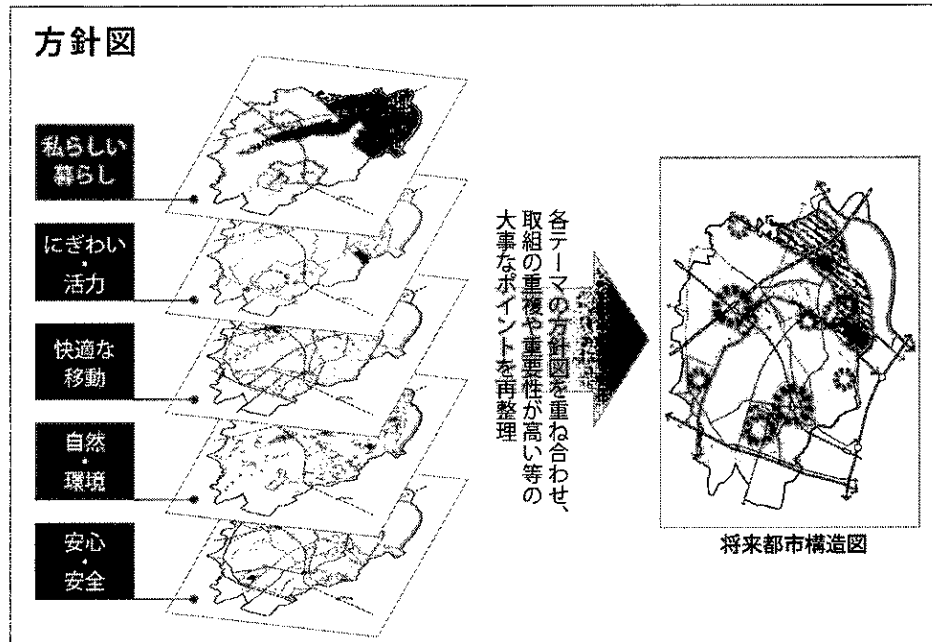 方針図
私らしい
暮らし
にぎわい
・
活力
快適な
移動
自然
・
環境
安心
・
安全
各テーマの方針図を重ね合わせ、
取組の重複や重要性が高い等の
大事なポイントを再整理
将来都市構造図